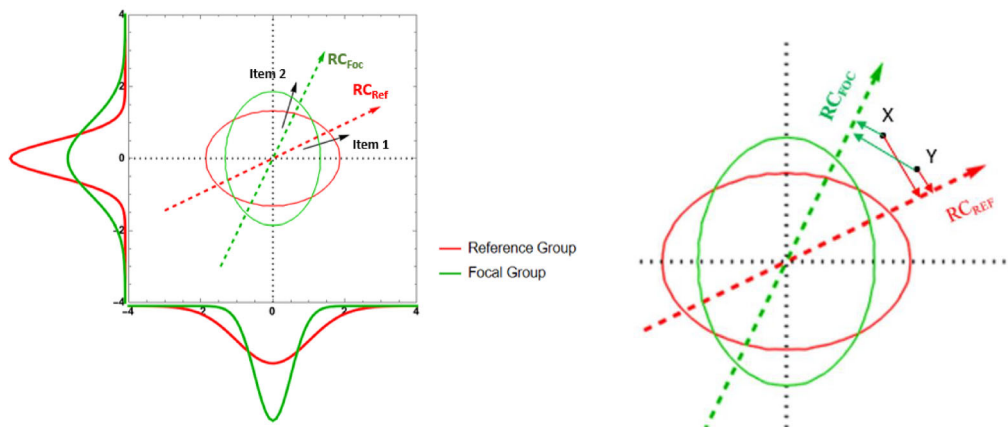 4
2
0
−2
−4
−4
−2
0
2
4
RC_Foc
Item 2
RC_Ref
Item 1
Reference Group
Focal Group
RC_FOC
X
Y
RC_REF